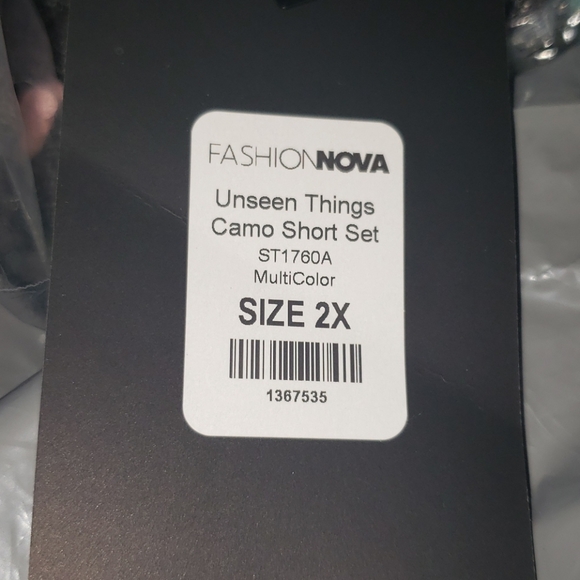 FASHIONNOVA
Unseen Things
Camo Short Set
ST1760A
MultiColor
SIZE 2X
1367535